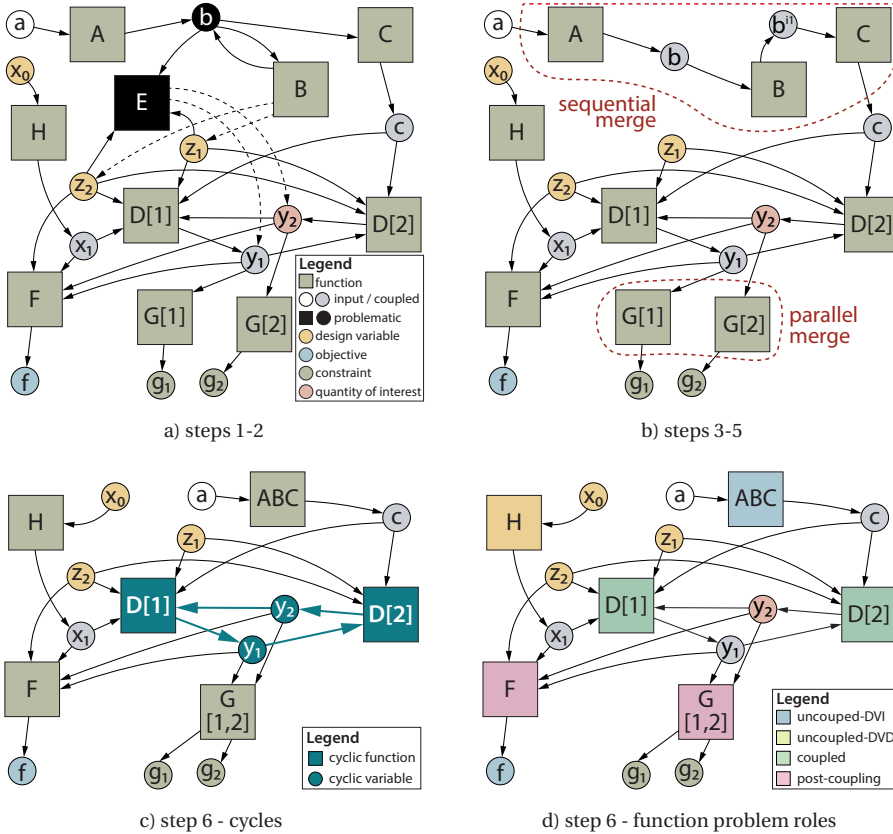 a
A
b
C
x0
E
B
H
c
z1
z2
D[1]
y2
D[2]
x1
y1
F
G[1]
G[2]
f
g1
g2
Legend
function
input / coupled
problematic
design variable
objective
constraint
quantity of interest
a) steps 1-2
a
A
b
b i1
C
x0
B
sequential
merge
H
c
z1
z2
D[1]
y2
D[2]
x1
y1
F
G[1]
G[2]
parallel
merge
f
g1
g2
b) steps 3-5
H
x0
a
ABC
c
z1
z2
D[1]
y2
D[2]
x1
y1
F
G
[1,2]
f
g1
g2
Legend
cyclic function
cyclic variable
c) step 6 - cycles
H
x0
a
ABC
c
z1
z2
D[1]
y2
D[2]
x1
y1
F
G
[1,2]
f
g1
g2
Legend
uncouped-DVI
uncoupled-DVD
coupled
post-coupling
d) step 6 - function problem roles